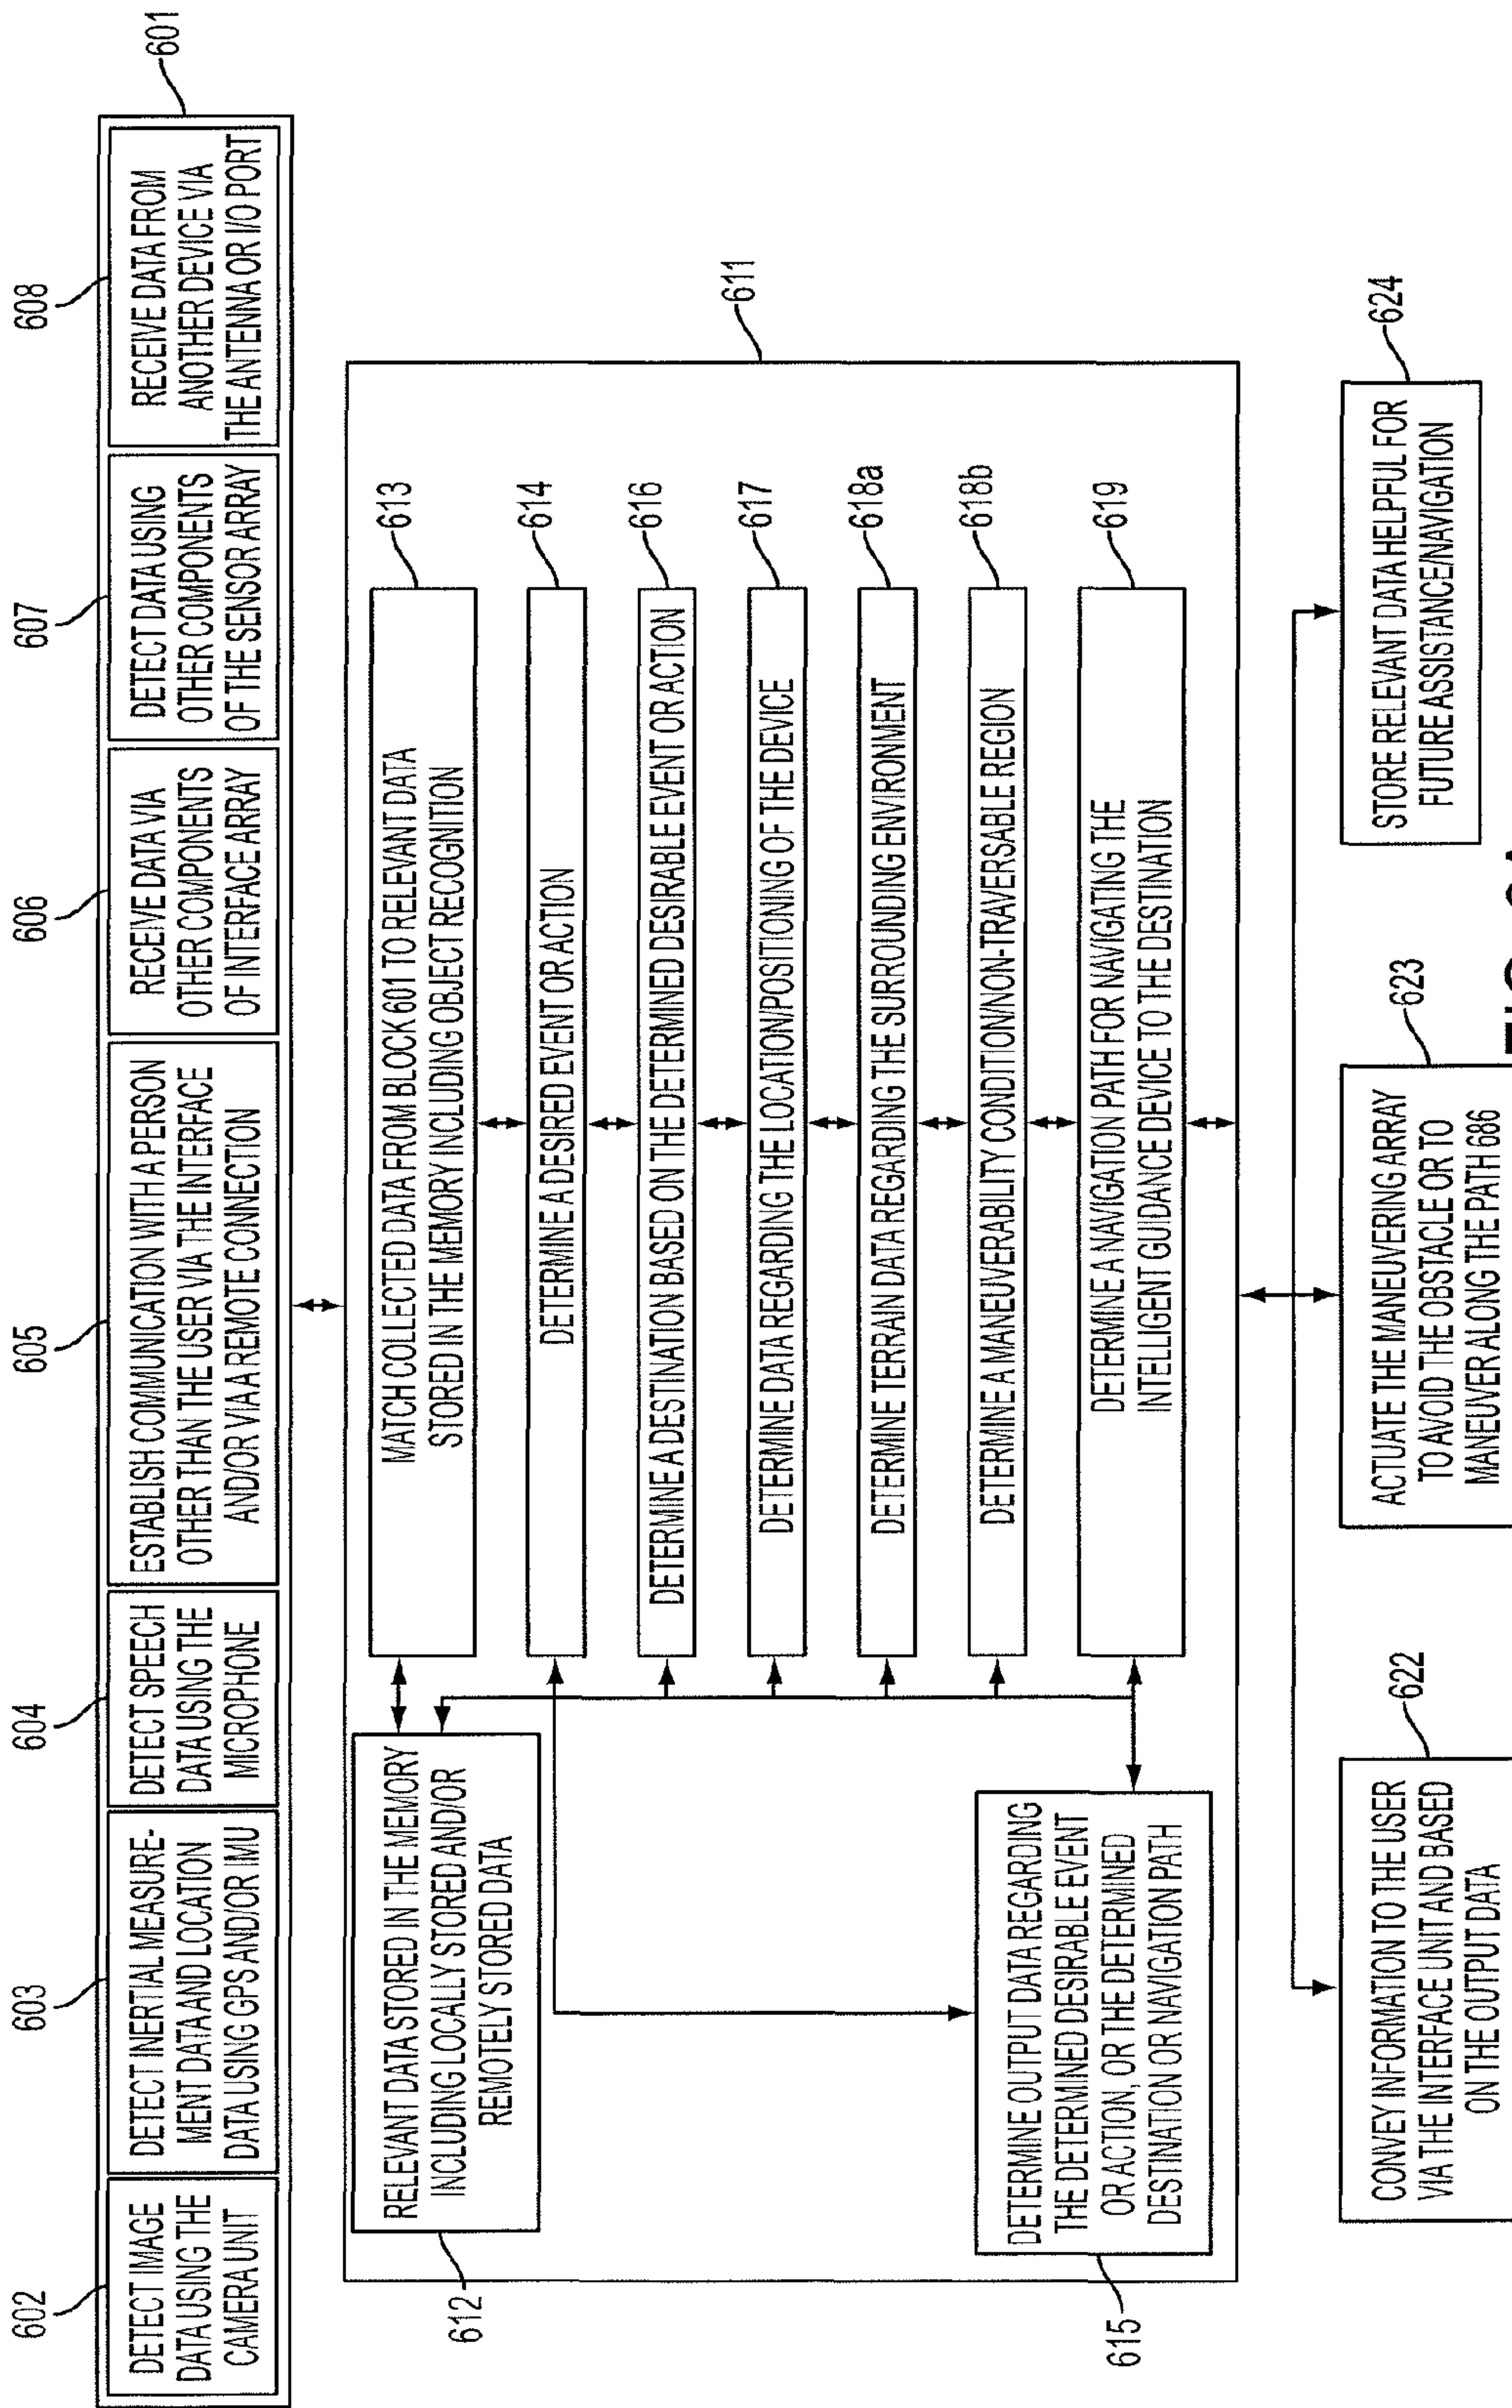 602
603
604
605
606
607
608
601
DETECT IMAGE
DATA USING THE
CAMERA UNIT
DETECT INERTIAL MEASURE-
MENT DATA AND LOCATION
DATA USING GPS AND/OR IMU
DETECT SPEECH
DATA USING THE
MICROPHONE
ESTABLISH COMMUNICATION WITH A PERSON
OTHER THAN THE USER VIA THE INTERFACE
AND/OR VIA A REMOTE CONNECTION
RECEIVE DATA VIA
OTHER COMPONENTS
OF INTERFACE ARRAY
DETECT DATA USING
OTHER COMPONENTS
OF THE SENSOR ARRAY
RECEIVE DATA FROM
ANOTHER DEVICE VIA
THE ANTENNA OR I/O PORT
611
612
RELEVANT DATA STORED IN THE MEMORY
INCLUDING LOCALLY STORED AND/OR
REMOTELY STORED DATA
613
MATCH COLLECTED DATA FROM BLOCK 601 TO RELEVANT DATA
STORED IN THE MEMORY INCLUDING OBJECT RECOGNITION
614
DETERMINE A DESIRED EVENT OR ACTION
616
DETERMINE A DESTINATION BASED ON THE DETERMINED DESIRABLE EVENT OR ACTION
617
DETERMINE DATA REGARDING THE LOCATION/POSITIONING OF THE DEVICE
618a
DETERMINE TERRAIN DATA REGARDING THE SURROUNDING ENVIRONMENT
618b
DETERMINE A MANEUVERABILITY CONDITION/NON-TRAVERSABLE REGION
619
DETERMINE A NAVIGATION PATH FOR NAVIGATING THE
INTELLIGENT GUIDANCE DEVICE TO THE DESTINATION
615
DETERMINE OUTPUT DATA REGARDING
THE DETERMINED DESIRABLE EVENT
OR ACTION, OR THE DETERMINED
DESTINATION OR NAVIGATION PATH
622
CONVEY INFORMATION TO THE USER
VIA THE INTERFACE UNIT AND BASED
ON THE OUTPUT DATA
623
ACTUATE THE MANEUVERING ARRAY
TO AVOID THE OBSTACLE OR TO
MANEUVER ALONG THE PATH 686
624
STORE RELEVANT DATA HELPFUL FOR
FUTURE ASSISTANCE/NAVIGATION